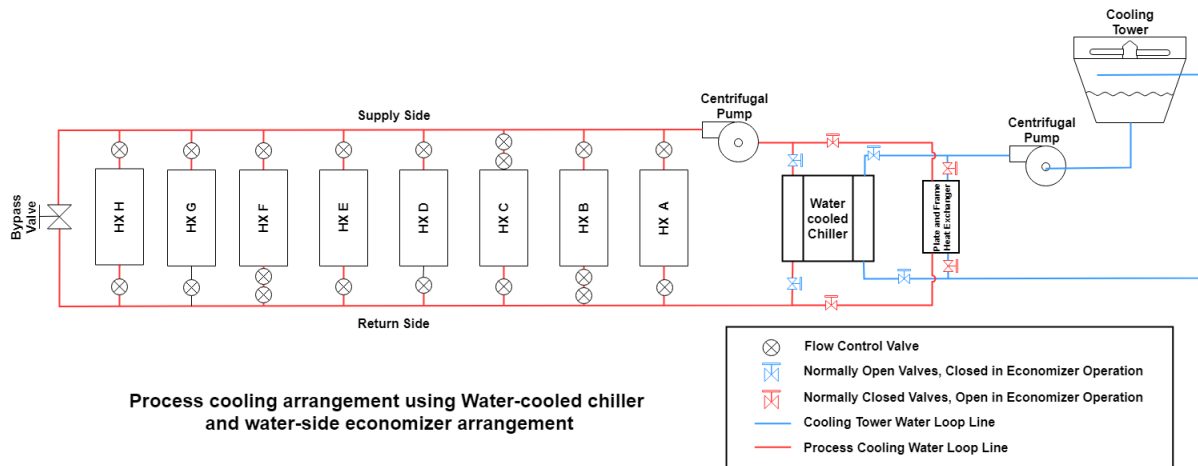 Cooling
Tower
Centrifugal
Pump
Supply Side
Centrifugal
Pump
HX H
HX G
HX F
HX E
HX D
HX C
HX B
HX A
Bypass
Valve
Water
cooled
Chiller
Plate and Frame
Heat Exchanger
Return Side
Flow Control Valve
Normally Open Valves, Closed in Economizer Operation
Normally Closed Valves, Open in Economizer Operation
Cooling Tower Water Loop Line
Process Cooling Water Loop Line
Process cooling arrangement using Water-cooled chiller
and water-side economizer arrangement